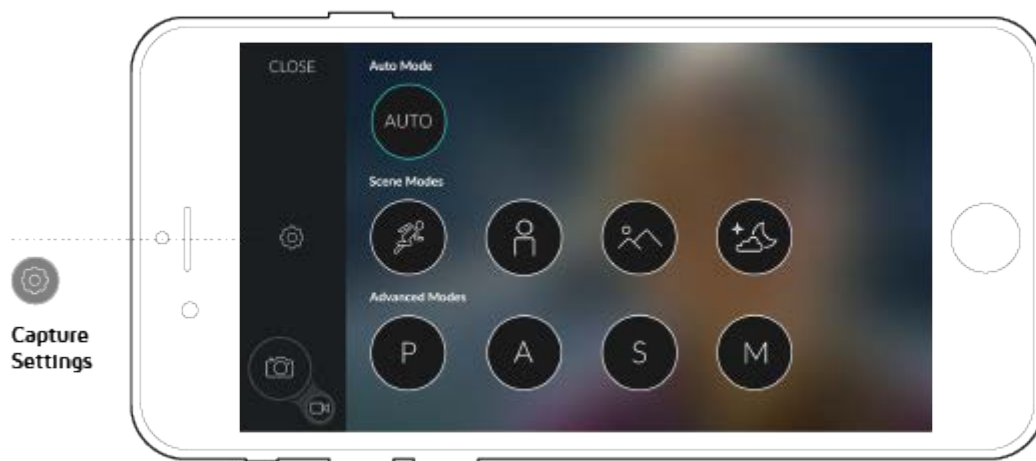 CLOSE
Auto Mode
AUTO
Scene Modes
Advanced Modes
P A S M
Capture
Settings